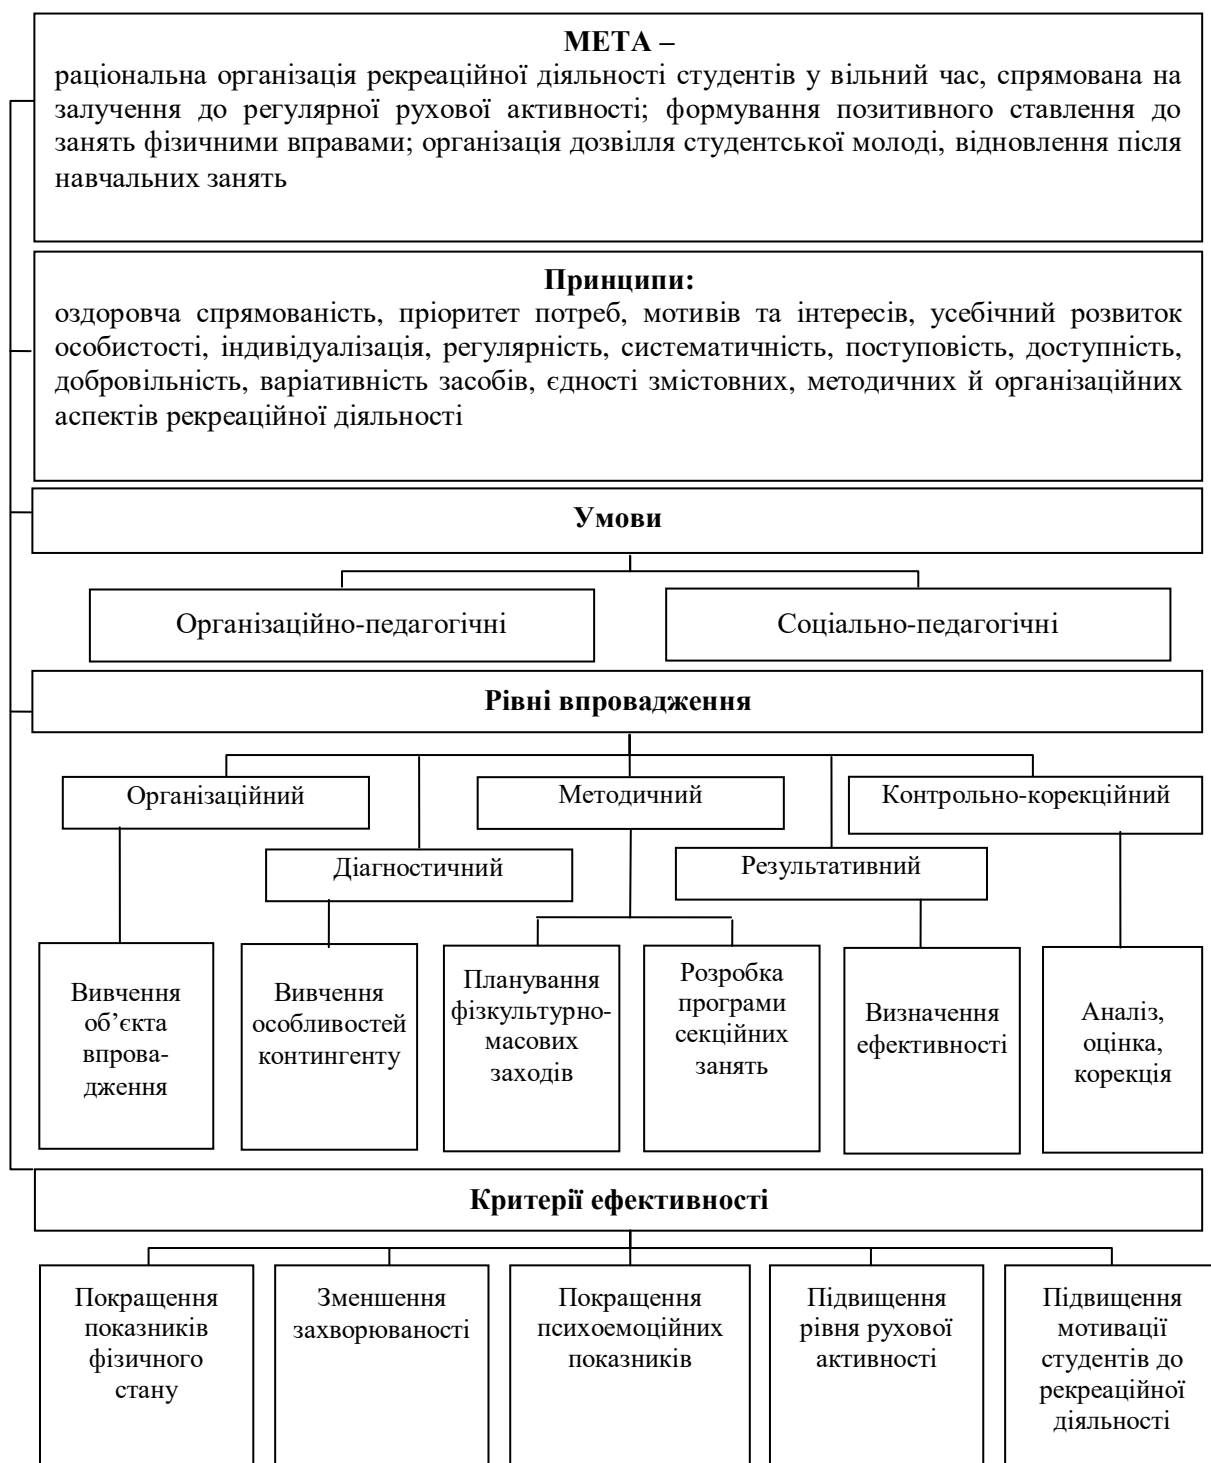 МЕТА –
раціональна організація рекреаційної діяльності студентів у вільний час, спрямована на
залучення до регулярної рухової активності; формування позитивного ставлення до
занять фізичними вправами; організація дозвілля студентської молоді, відновлення після
навчальних занять
Принципи:
оздоровча спрямованість, пріоритет потреб, мотивів та інтересів, усебічний розвиток
особистості, індивідуалізація, регулярність, систематичність, поступовість, доступність,
добровільність, варіативність засобів, єдності змістовних, методичних й організаційних
аспектів рекреаційної діяльності
Умови
Організаційно-педагогічні
Соціально-педагогічні
Рівні впровадження
Організаційний
Методичний
Контрольно-корекційний
Діагностичний
Результативний
Вивчення
об’єкта
впрова-
дження
Вивчення
особливостей
контингенту
Планування
фізкультурно-
масових
заходів
Розробка
програми
секційних
занять
Визначення
ефективності
Аналіз,
оцінка,
корекція
Критерії ефективності
Покращення
показників
фізичного
стану
Зменшення
захворюваності
Покращення
психоемоційних
показників
Підвищення
рівня рухової
активності
Підвищення
мотивації
студентів до
рекреаційної
діяльності